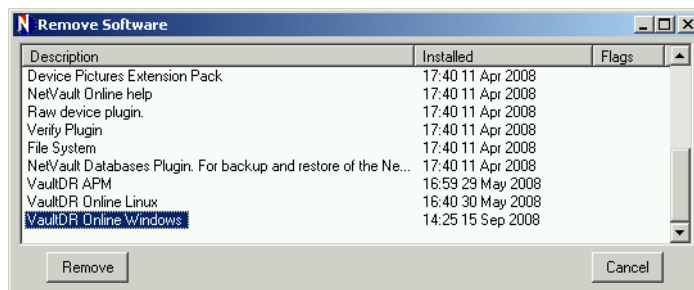 Remove Software
Description Installed Flags
Device Pictures Extension Pack 17:40 11 Apr 2008
NetVault Online help 17:40 11 Apr 2008
Raw device plugin. 17:40 11 Apr 2008
Verify Plugin 17:40 11 Apr 2008
File System 17:40 11 Apr 2008
NetVault Databases Plugin. For backup and restore of the Ne... 17:40 11 Apr 2008
VaultDR APM 16:59 29 May 2008
VaultDR Online Linux 16:40 30 May 2008
VaultDR Online Windows 14:25 15 Sep 2008
Remove Cancel